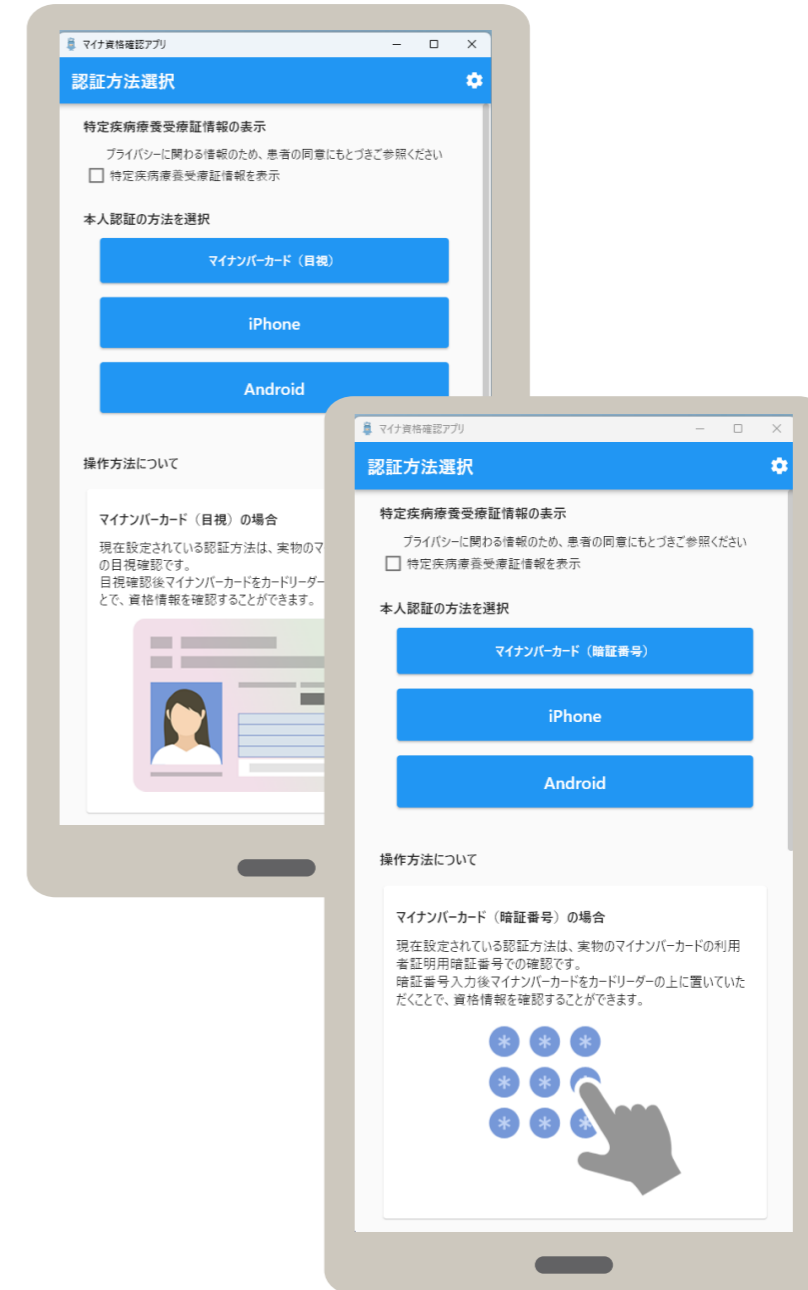 マイナ資格確認アプリ
認証方法選択
特定疾病療養受療証情報の表示
プライバシーに関わる情報のため、患者の同意にもとづきご参照ください
特定疾病療養受療証情報を表示
本人認証の方法を選択
マイナンバーカード（目視）
iPhone
Android
操作方法について
マイナンバーカード（目視）の場合
現在設定されている認証方法は、実物のマ
の目視確認です。
目視確認後マイナンバーカードをカードリーダー
とで、資格情報を確認することができます。
マイナ資格確認アプリ
認証方法選択
特定疾病療養受療証情報の表示
プライバシーに関わる情報のため、患者の同意にもとづきご参照ください
特定疾病療養受療証情報を表示
本人認証の方法を選択
マイナンバーカード（暗証番号）
iPhone
Android
操作方法について
マイナンバーカード（暗証番号）の場合
現在設定されている認証方法は、実物のマイナンバーカードの利用
者証明用暗証番号での確認です。
暗証番号入力後マイナンバーカードをカードリーダーの上に置いていた
だくことで、資格情報を確認することができます。